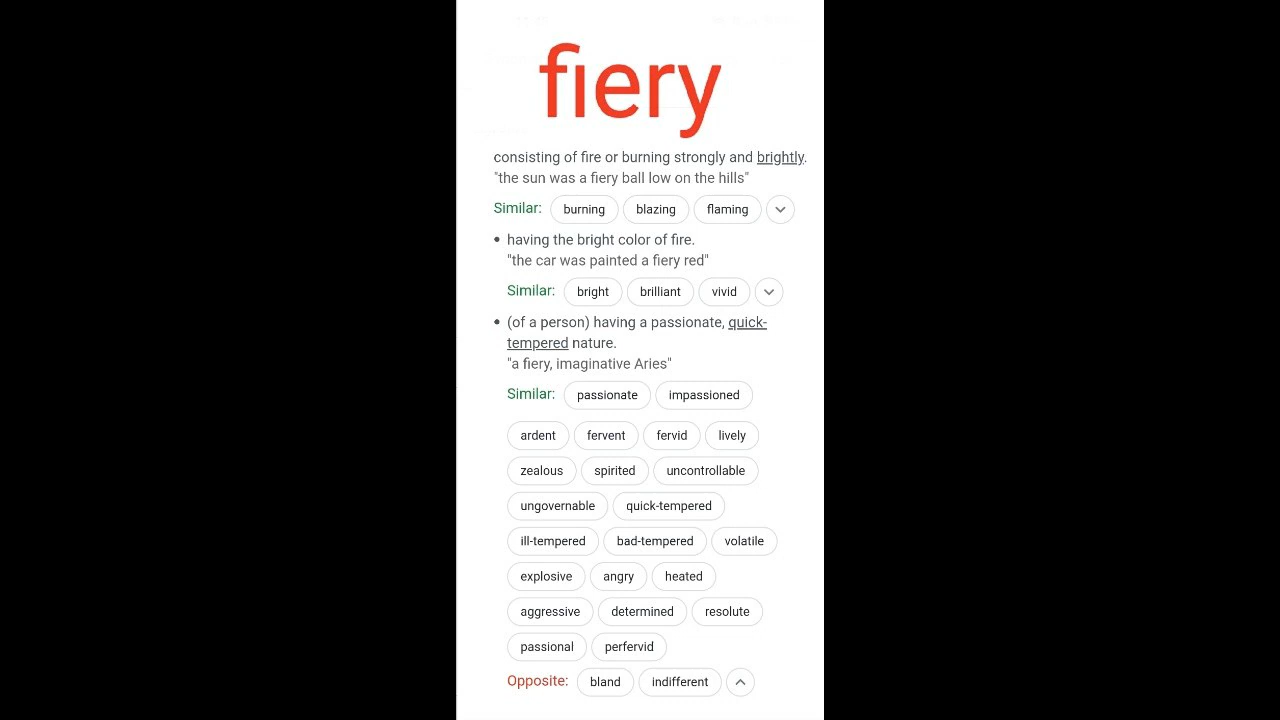 fiery
consisting of fire or burning strongly and brightly.
"the sun was a fiery ball low on the hills"
Similar: burning blazing flaming
• having the bright color of fire.
"the car was painted a fiery red"
Similar: bright brilliant vivid
• (of a person) having a passionate, quick-
tempered nature.
"a fiery, imaginative Aries"
Similar: passionate impassioned
ardent fervent fervid lively
zealous spirited uncontrollable
ungovernable quick-tempered
ill-tempered bad-tempered volatile
explosive angry heated
aggressive determined resolute
passional perfervid
Opposite: bland indifferent